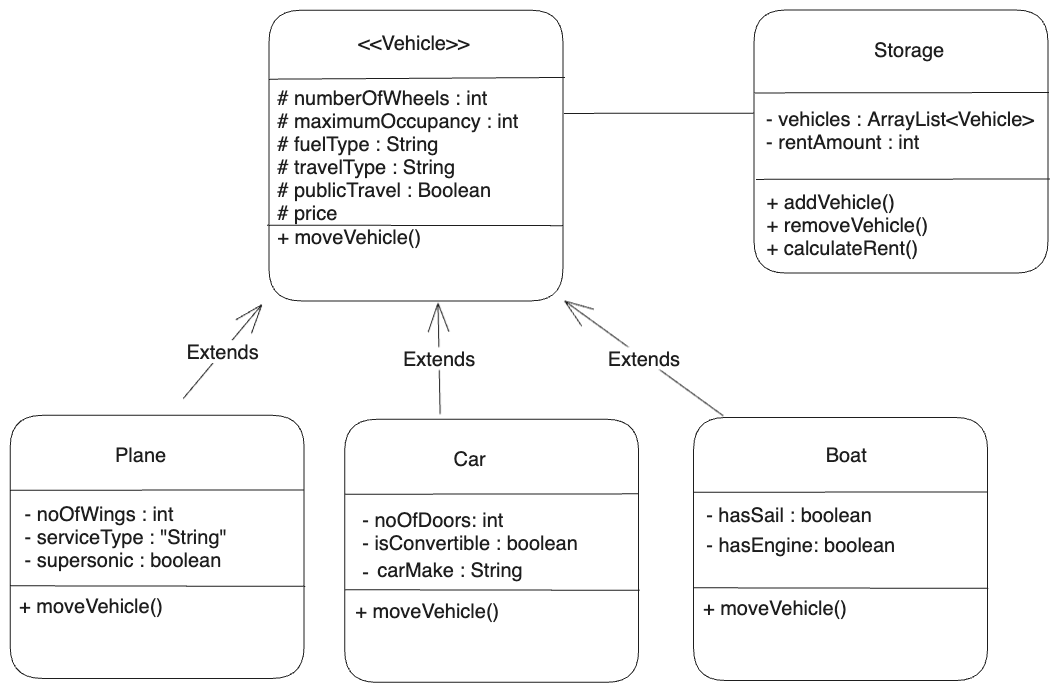 <<Vehicle>>
# numberOfWheels : int
# maximumOccupancy : int
# fuelType : String
# travelType : String
# publicTravel : Boolean
# price
+ moveVehicle()
Storage
- vehicles : ArrayList<Vehicle>
- rentAmount : int
+ addVehicle()
+ removeVehicle()
+ calculateRent()
Extends
Extends
Extends
Plane
- noOfWings : int
- serviceType : "String"
- supersonic : boolean
+ moveVehicle()
Car
- noOfDoors: int
- isConvertible : boolean
- carMake : String
+ moveVehicle()
Boat
- hasSail : boolean
- hasEngine: boolean
+ moveVehicle()